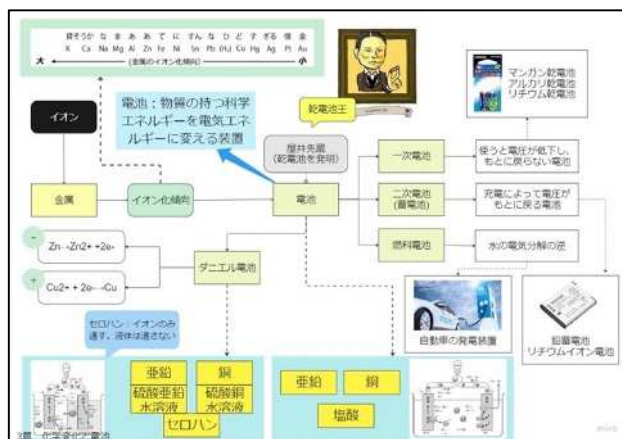 貸そうか な ま あ あ て に すん な ひ ど す ぎる 借 金
K Ca Na Mg Al Zn Fe Ni Sn Pb (H₂) Cu Hg Ag Pt Au
大 (金属のイオン化傾向) 小
イオン
電池：物質の持つ科学
エネルギーを電気エネ
ルギーに変える装置
乾電池王
屋井先蔵
(乾電池を発明)
マンガン乾電池
アルカリ乾電池
リチウム乾電池
金属
イオン化傾向
電池
一次電池
使うと電圧が低下し、
もとに戻らない電池
二次電池
(蓄電池)
充電によって電圧が
もとに戻る電池
燃料電池
水の電気分解の逆
−
Zn→Zn2+ +2e-
+
Cu2+ + 2e-→Cu
ダニエル電池
自動車の発電装置
鉛蓄電池
リチウムイオン電池
セロハン：イオンのみ
通す。液体は通さない
亜鉛
銅
硫酸亜鉛
水溶液
硫酸銅
水溶液
セロハン
亜鉛
銅
塩酸
miro